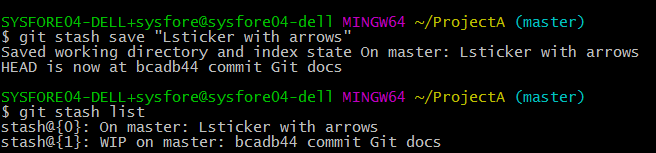 SYSFORE04-DELL+sysfore@sysfore04-dell MINGW64 ~/ProjectA (master)
$ git stash save "Lsticker with arrows"
Saved working directory and index state On master: Lsticker with arrows
HEAD is now at bcadb44 commit Git docs
SYSFORE04-DELL+sysfore@sysfore04-dell MINGW64 ~/ProjectA (master)
$ git stash list
stash@{0}: On master: Lsticker with arrows
stash@{1}: WIP on master: bcadb44 commit Git docs